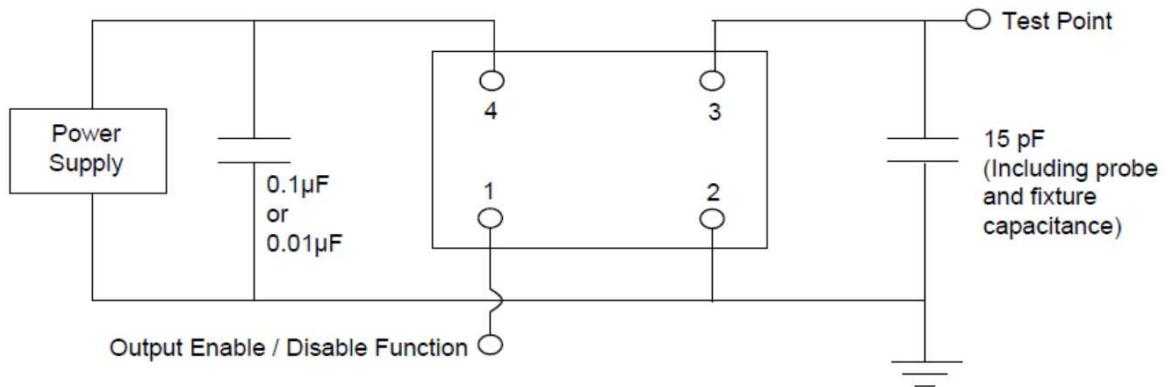 Test Point
Power
Supply
0.1µF
or
0.01µF
4
3
1
2
15 pF
(Including probe
and fixture
capacitance)
Output Enable / Disable Function